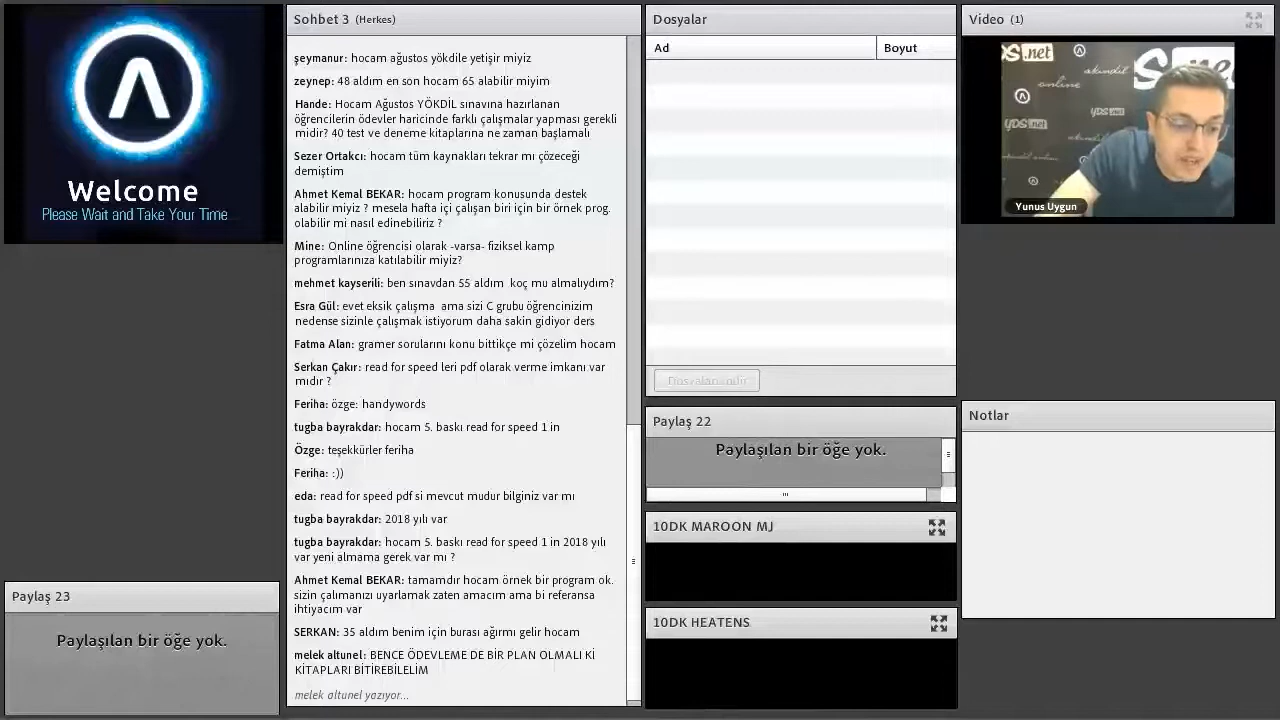 Welcome
Please Wait and Take Your Time...
Sohbet 3 (Herkes)
şeymanur: hocam ağustos yökdile yetişir miyiz
zeynep: 48 aldım en son hocam 65 alabilir miyim
Hande: Hocam Ağustos YÖKDİL sınavına hazırlanan
öğrencilerin ödevlendirmesinde farklı çalışmalar yapması gerekli
midir? 40 test ve deneme kitaplarına ne zaman başlamalı
Sezer Ortakcı: hocam tüm kaynakları tekrar mı çözeceği
demiştim
Ahmet Kemal BEKAR: hocam program konusunda destek
alabilir miyiz ? mesela hafta içi çalışan biri için bir örnek prog.
olabilir mi nasıl edinebiliriz ?
Mine: Online öğrencisi olarak -varsa- fiziksel kamp
programlarınıza katılabilir miyiz?
mehmet kayserili: ben sınavdan 55 aldım koç mu almalıydım?
Esra Gül: evet eksik çalışma ama sizi C grubu öğrencinizim
nedense sizinle çalışmak istiyorum daha sakin gidiyor ders
Fatma Alan: gramer sorularını konu bittikçe mi çözelim hocam
Serkan Çakır: read for speed leri pdf olarak verme imkanı var
mıdır ?
Feriha: özge: handywords
tugba bayrakdar: hocam 5. baskı read for speed 1 in
Özge: teşekkürler feriha
Feriha: :))
eda: read for speed pdf si mevcut mudur bilginiz var mı
tugba bayrakdar: 2018 yılı var
tugba bayrakdar: hocam 5. baskı read for speed 1 in 2018 yılı
var yeni almama gerek var mı ?
Ahmet Kemal BEKAR: tamamdır hocam örnek bir program ok.
sizin çalımanızı uyarlamak zaten amacım ama bi referansa
ihtiyacım var
SERKAN: 35 aldım benim için burası ağırmı gelir hocam
melek altunel: BENCE ÖDEVLEME DE BİR PLAN OLMALI Kİ
KİTAPLARI BİTİREBİLELİM
melek altunel yazıyor...
Dosyalar
Ad Boyut
Dosyaları indir
Paylaş 22
Paylaşılan bir öğe yok.
10DK MAROON MJ
10DK HEATENS
Video (1)
YDS.net
akındil
online
YDS.net
Yunus Uygun
Notlar
Paylaş 23
Paylaşılan bir öğe yok.